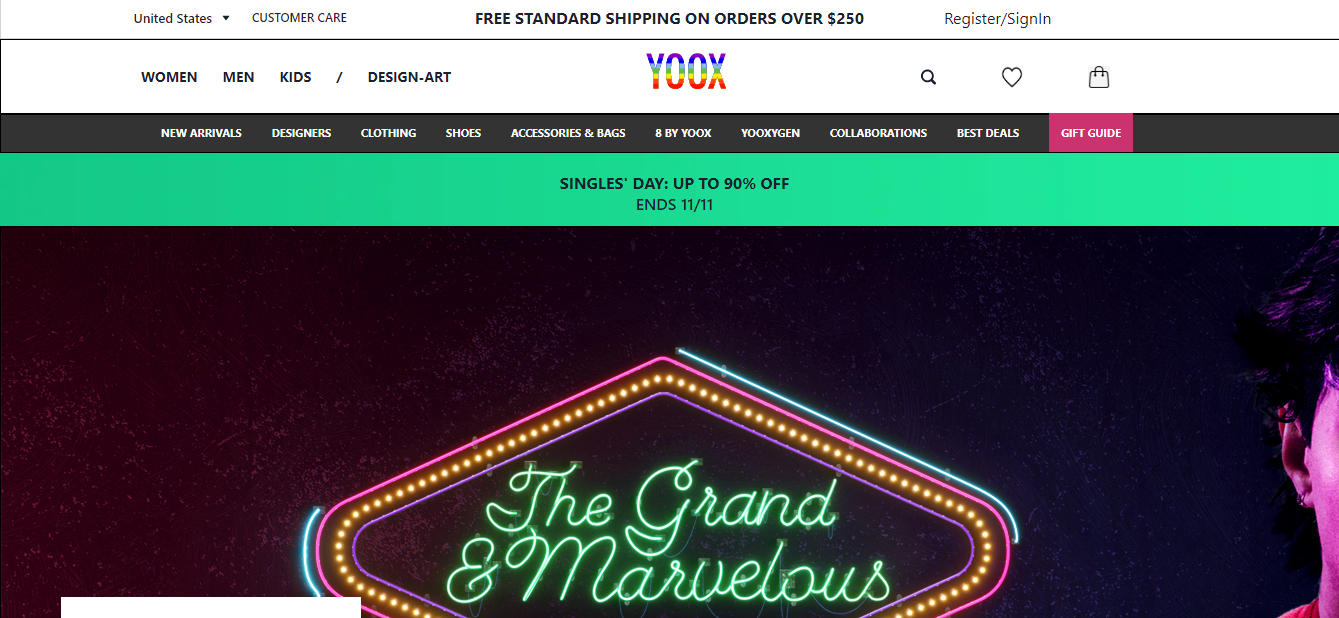 United States CUSTOMER CARE FREE STANDARD SHIPPING ON ORDERS OVER $250 Register/SignIn
WOMEN MEN KIDS / DESIGN-ART YOOX
NEW ARRIVALS DESIGNERS CLOTHING SHOES ACCESSORIES & BAGS 8 BY YOOX YOOXYGEN COLLABORATIONS BEST DEALS GIFT GUIDE
SINGLES' DAY: UP TO 90% OFF
ENDS 11/11
The Grand
& Marvelous